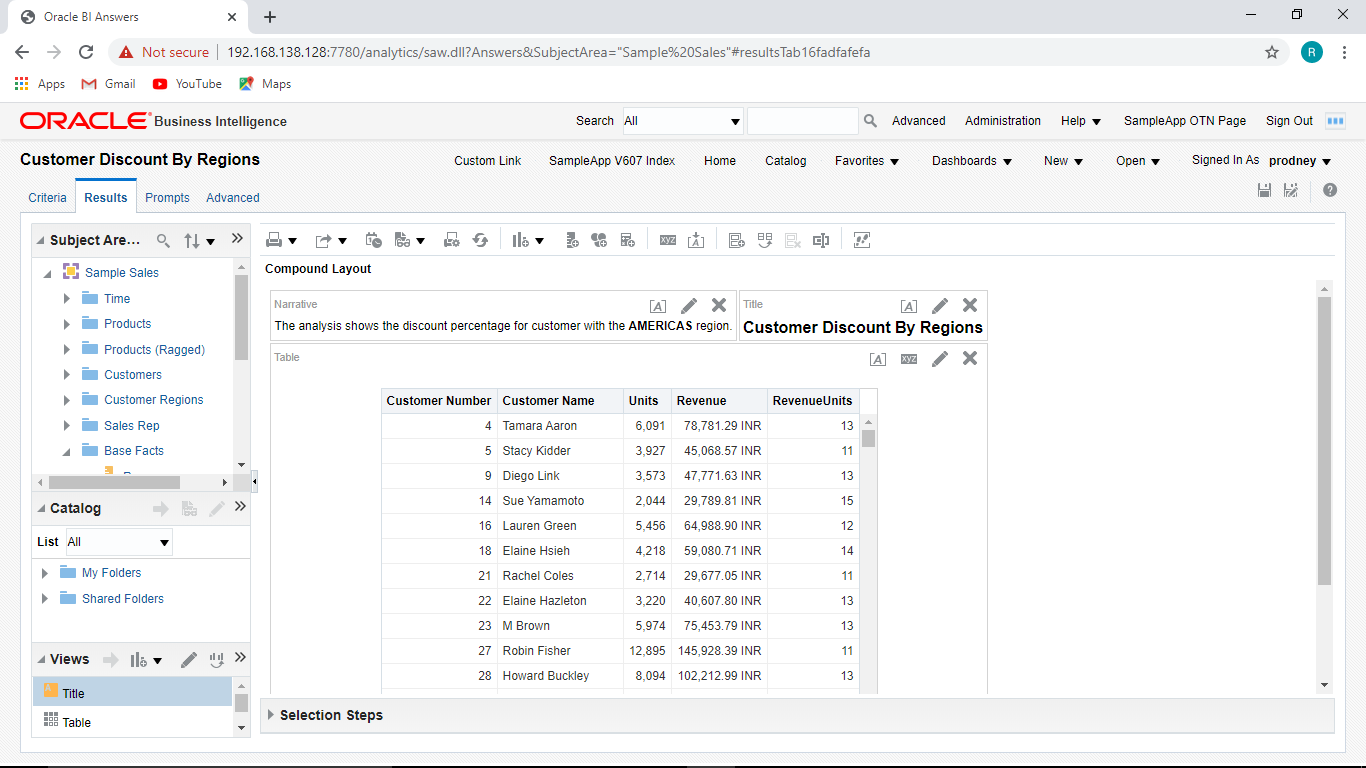 Oracle BI Answers
Not secure 192.168.138.128:7780/analytics/saw.dll?Answers&SubjectArea="Sample%20Sales"#resultsTab16fadfafefa R
Apps Gmail YouTube Maps
ORACLE Business Intelligence Search All Advanced Administration Help SampleApp OTN Page Sign Out
Customer Discount By Regions Custom Link SampleApp V607 Index Home Catalog Favorites Dashboards New Open Signed In As prodney
Criteria Results Prompts Advanced
Subject Are...
Sample Sales
Time
Products
Products (Ragged)
Customers
Customer Regions
Sales Rep
Base Facts
Catalog
List All
My Folders
Shared Folders
Views
Title
Table
Compound Layout
Narrative
The analysis shows the discount percentage for customer with the AMERICAS region.
Title
Customer Discount By Regions
Table
Customer Number Customer Name Units Revenue RevenueUnits
4 Tamara Aaron 6,091 78,781.29 INR 13
5 Stacy Kidder 3,927 45,068.57 INR 11
9 Diego Link 3,573 47,771.63 INR 13
14 Sue Yamamoto 2,044 29,789.81 INR 15
16 Lauren Green 5,456 64,988.90 INR 12
18 Elaine Hsieh 4,218 59,080.71 INR 14
21 Rachel Coles 2,714 29,677.05 INR 11
22 Elaine Hazleton 3,220 40,607.80 INR 13
23 M Brown 5,974 75,453.79 INR 13
27 Robin Fisher 12,895 145,928.39 INR 11
28 Howard Buckley 8,094 102,212.99 INR 13
Selection Steps